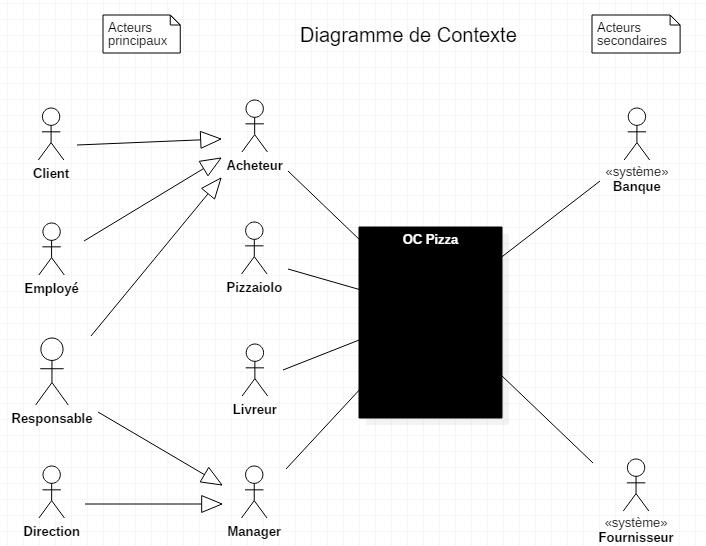 Acteurs
principaux
Diagramme de Contexte
Acteurs
secondaires
Client
Acheteur
«système»
Banque
Employé
Pizzaiolo
OC Pizza
Responsable
Livreur
Direction
Manager
«système»
Fournisseur